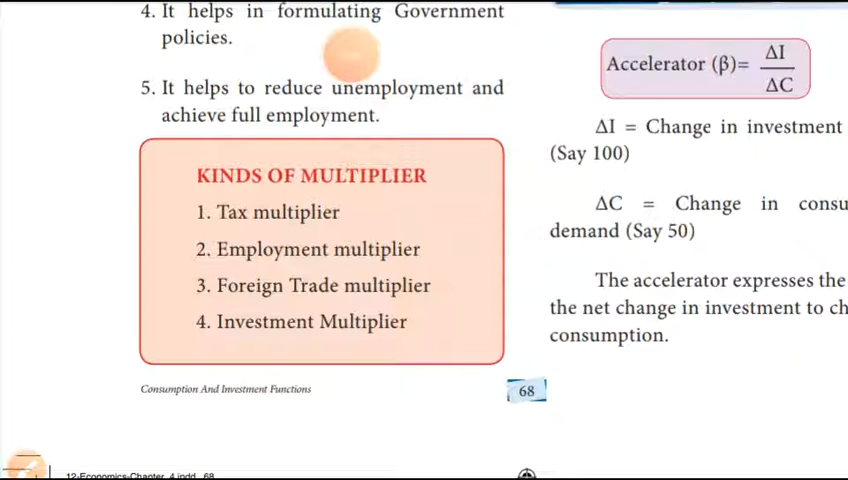 4. It helps in formulating Government
policies.
5. It helps to reduce unemployment and
achieve full employment.
KINDS OF MULTIPLIER
1. Tax multiplier
2. Employment multiplier
3. Foreign Trade multiplier
4. Investment Multiplier
Consumption And Investment Functions
68
12-Economics-Chapter_4.indd 68
Accelerator (β)= ΔI
ΔC
ΔI = Change in investment
(Say 100)
ΔC = Change in consu
demand (Say 50)
The accelerator expresses the
the net change in investment to ch
consumption.